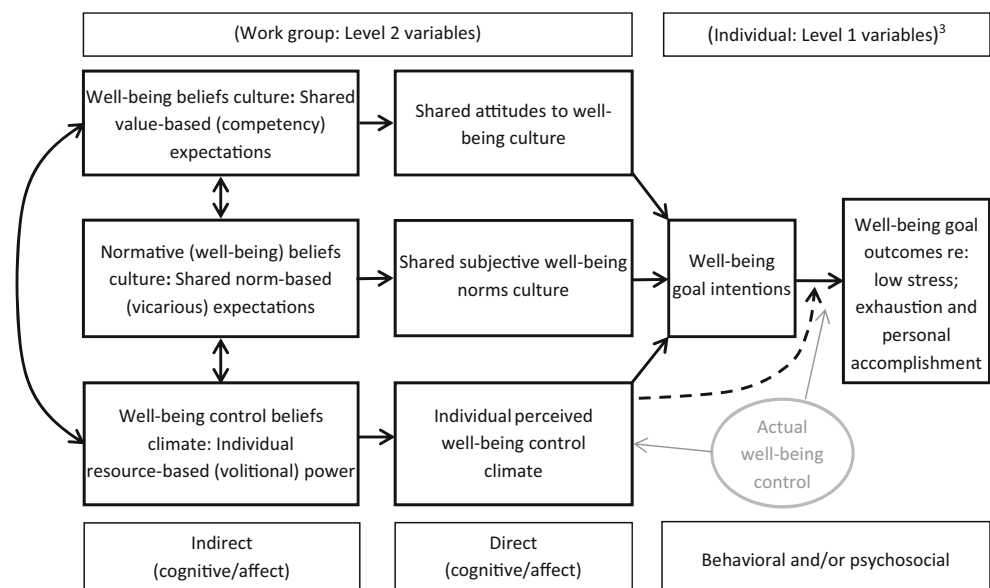 (Work group: Level 2 variables)
(Individual: Level 1 variables)3
Well-being beliefs culture: Shared
value-based (competency)
expectations
Shared attitudes to well-
being culture
Normative (well-being) beliefs
culture: Shared norm-based
(vicarious) expectations
Shared subjective well-being
norms culture
Well-being
goal intentions
Well-being goal
outcomes re:
low stress;
exhaustion and
personal
accomplishment
Well-being control beliefs
climate: Individual
resource-based (volitional) power
Individual perceived
well-being control
climate
Actual
well-being
control
Indirect
(cognitive/affect)
Direct
(cognitive/affect)
Behavioral and/or psychosocial